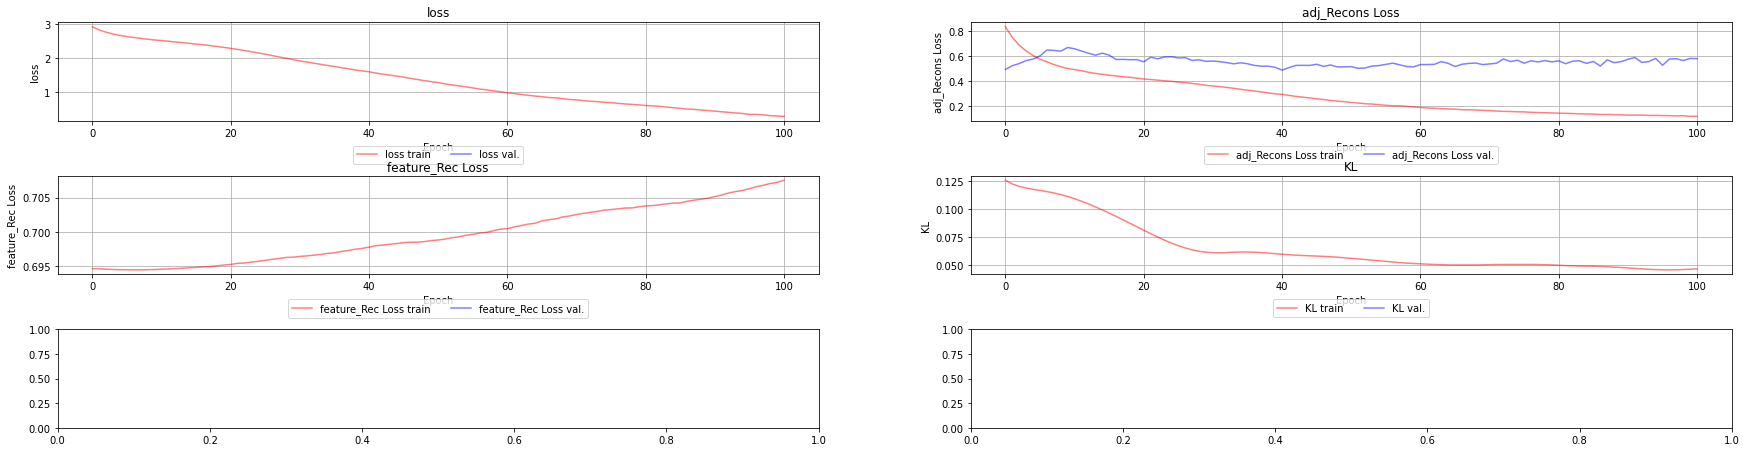 loss
3
2
1
loss
0 20 40 60 80 100
Epoch
loss train loss val.
adj_Recons Loss
0.8
0.6
0.4
0.2
adj_Recons Loss
0 20 40 60 80 100
Epoch
adj_Recons Loss train adj_Recons Loss val.
feature_Rec Loss
0.705
0.700
0.695
feature_Rec Loss
0 20 40 60 80 100
Epoch
feature_Rec Loss train feature_Rec Loss val.
KL
0.125
0.100
0.075
0.050
KL
0 20 40 60 80 100
Epoch
KL train KL val.
1.00
0.75
0.50
0.25
0.00
0.0 0.2 0.4 0.6 0.8 1.0
1.00
0.75
0.50
0.25
0.00
0.0 0.2 0.4 0.6 0.8 1.0